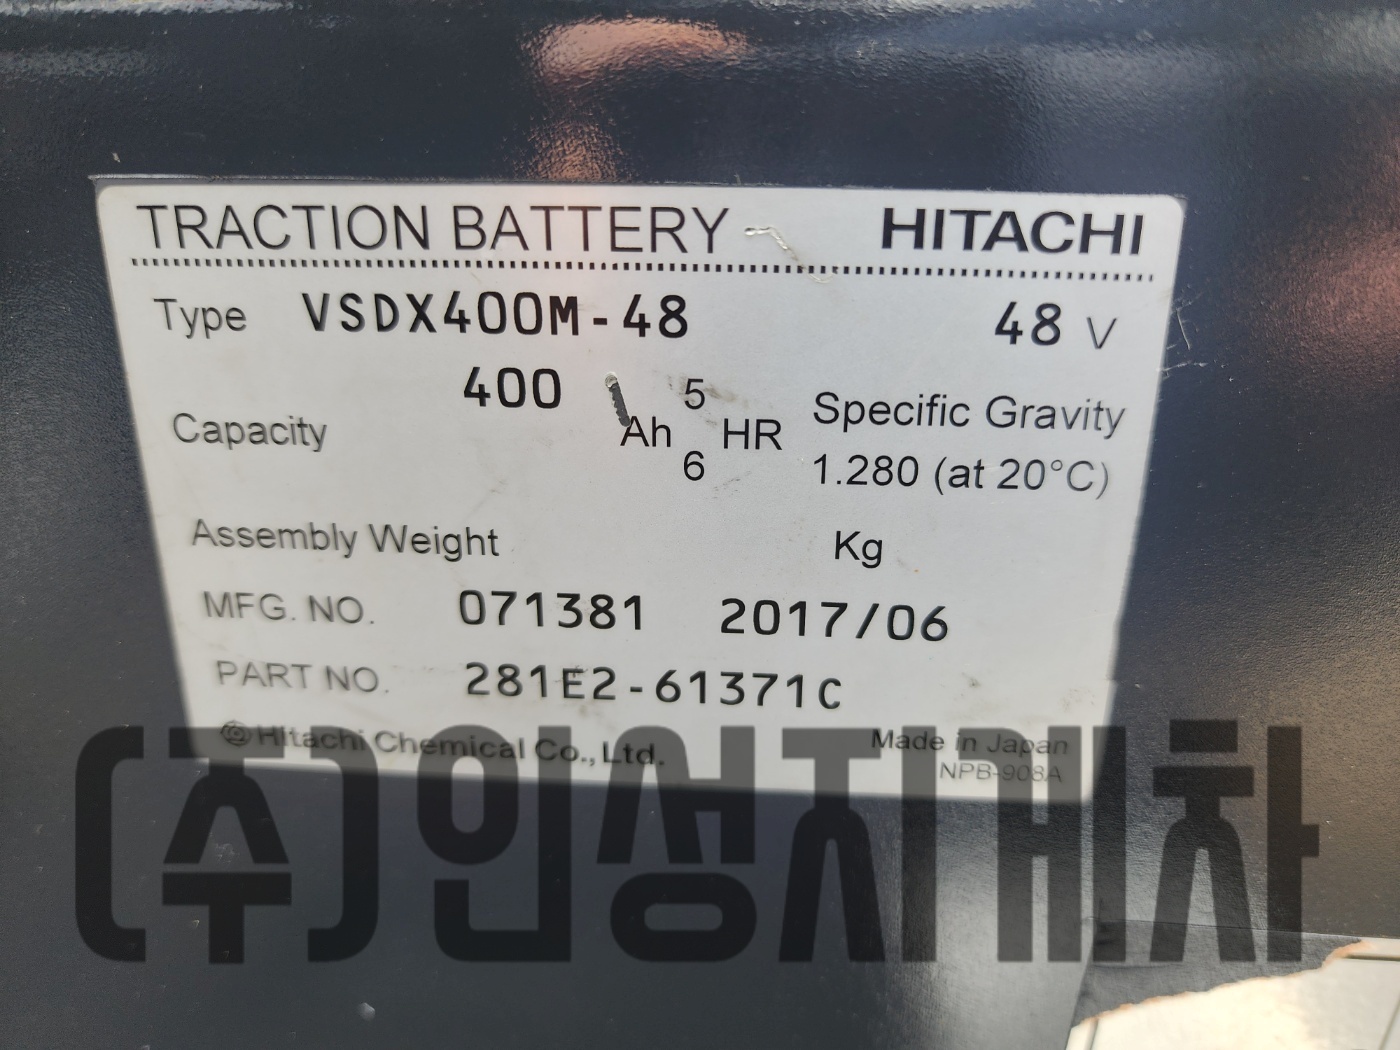 TRACTION BATTERY HITACHI
Type VSDX400M-48 48 V
400 5
Capacity Ah HR Specific Gravity
6 1.280 (at 20°C)
Assembly Weight Kg
MFG. NO. 071381 2017/06
PART NO. 281E2-61371C
Hitachi Chemical Co., Ltd. Made in Japan
NPB-908A
(주)인성지게차